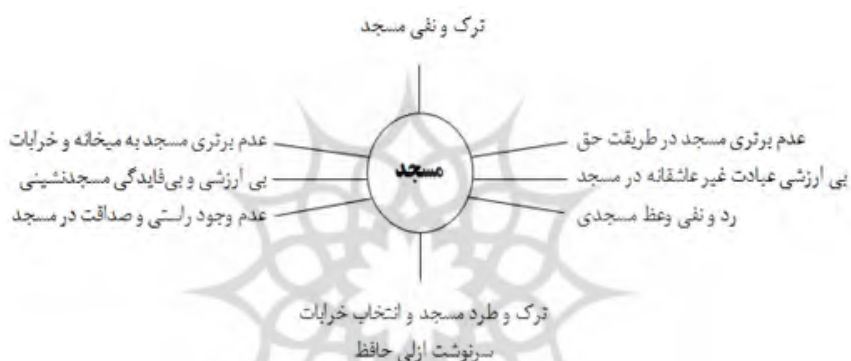 ترک و نفی مسجد
عدم برتری مسجد در طریقت حق
عدم برتری مسجد به میخانه و خرابات
مسجد
بی ارزشی عبادت غیر عاشقانه در مسجد
بی ارزشی و بی‌فایدگی مسجدنشینی
رد و نفی وعظ مسجدی
عدم وجود راستی و صداقت در مسجد
ترک و طرد مسجد و انتخاب خرابات
سرنوشت ازلی حافظ